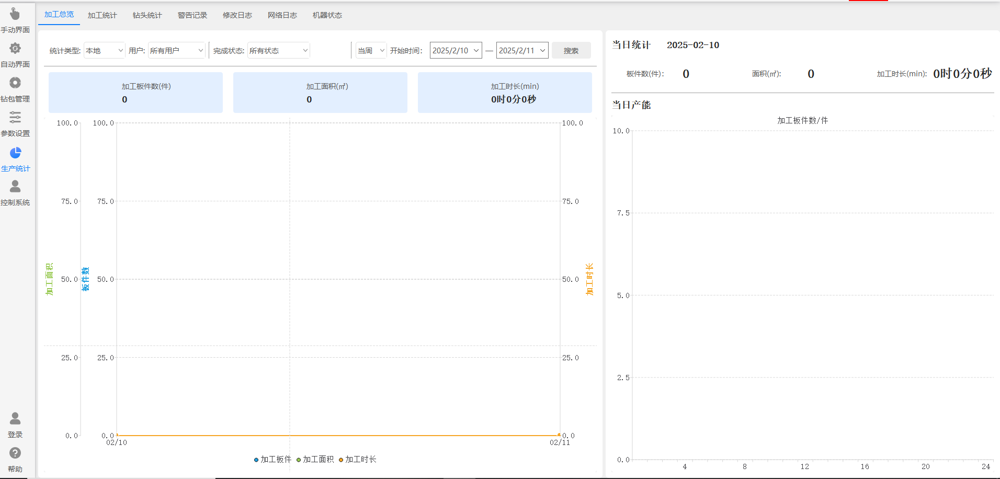 手动界面
自动界面
钻包管理
参数设置
生产统计
控制系统
登录
帮助
加工总览 加工统计 钻头统计 警告记录 修改日志 网络日志 机器状态
统计类型: 本地 用户: 所有用户 完成状态: 所有状态 当周 开始时间: 2025/2/10 — 2025/2/11 搜索
加工板件数(件)
0
加工面积(㎡)
0
加工时长(min)
0时0分0秒
100.0 100.0 100.0
75.0 75.0 75.0
50.0 50.0 50.0
25.0 25.0 25.0
0.0 0.0 0.0
加工面积
板件数
加工时长
02/10 02/11
加工板件 加工面积 加工时长
当日统计 2025-02-10
板件数(件): 0 面积(㎡): 0 加工时长(min): 0时0分0秒
当日产能
加工板件数/件
10.0
7.5
5.0
2.5
0.0
4 8 12 16 20 24